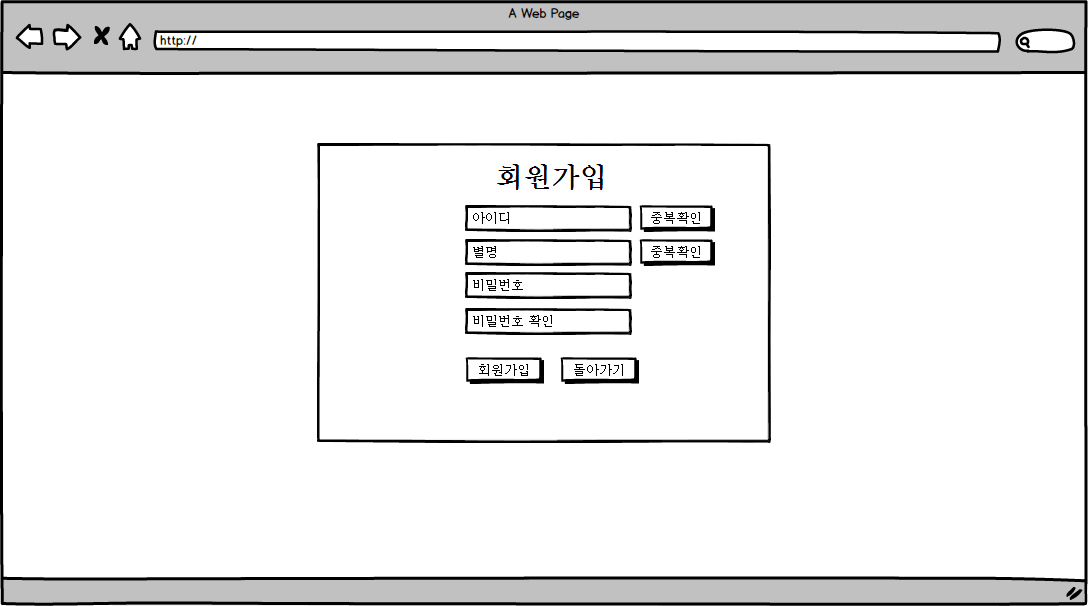 A Web Page
http://
회원가입
아이디 중복확인
별명 중복확인
비밀번호
비밀번호 확인
회원가입 돌아가기